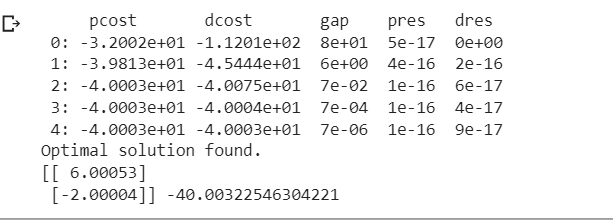 pcost dcost gap pres dres
0: -3.2002e+01 -1.1201e+02 8e+01 5e-17 0e+00
1: -3.9813e+01 -4.5444e+01 6e+00 4e-16 2e-16
2: -4.0003e+01 -4.0075e+01 7e-02 1e-16 6e-17
3: -4.0003e+01 -4.0004e+01 7e-04 1e-16 4e-17
4: -4.0003e+01 -4.0003e+01 7e-06 1e-16 9e-17
Optimal solution found.
[[ 6.00053]
[-2.00004]] -40.00322546304221